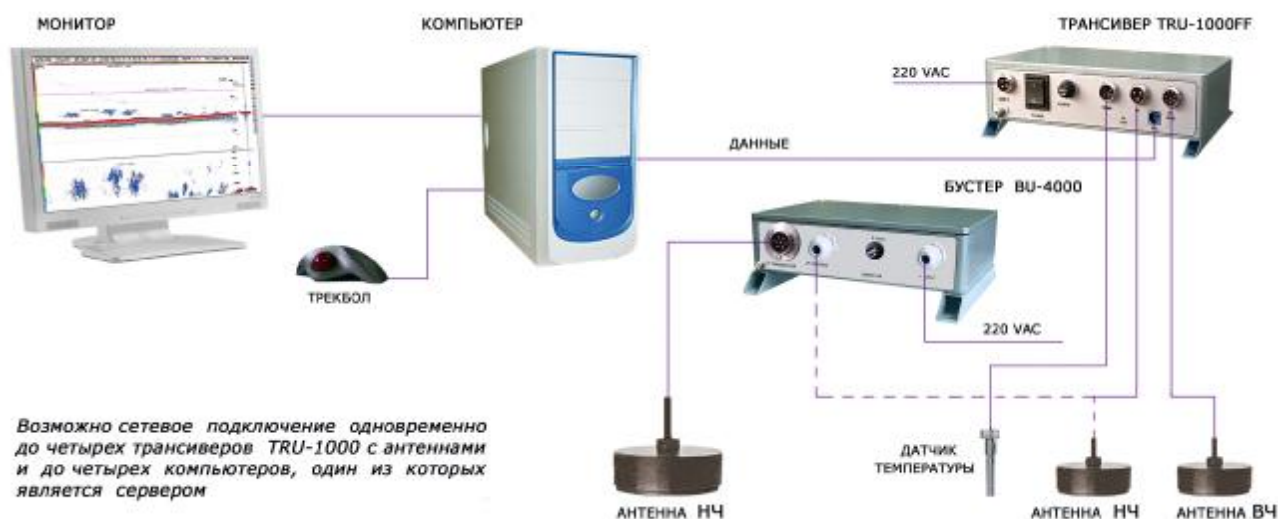 МОНИТОР
КОМПЬЮТЕР
ТРАНСИВЕР TRU-1000FF
220 VAC
ДАННЫЕ
БУСТЕР BU-4000
ТРЕКБОЛ
220 VAC
Возможно сетевое подключение одновременно
до четырех трансиверов TRU-1000 с антеннами
и до четырех компьютеров, один из которых
является сервером
ДАТЧИК
ТЕМПЕРАТУРЫ
АНТЕННА НЧ
АНТЕННА НЧ
АНТЕННА ВЧ